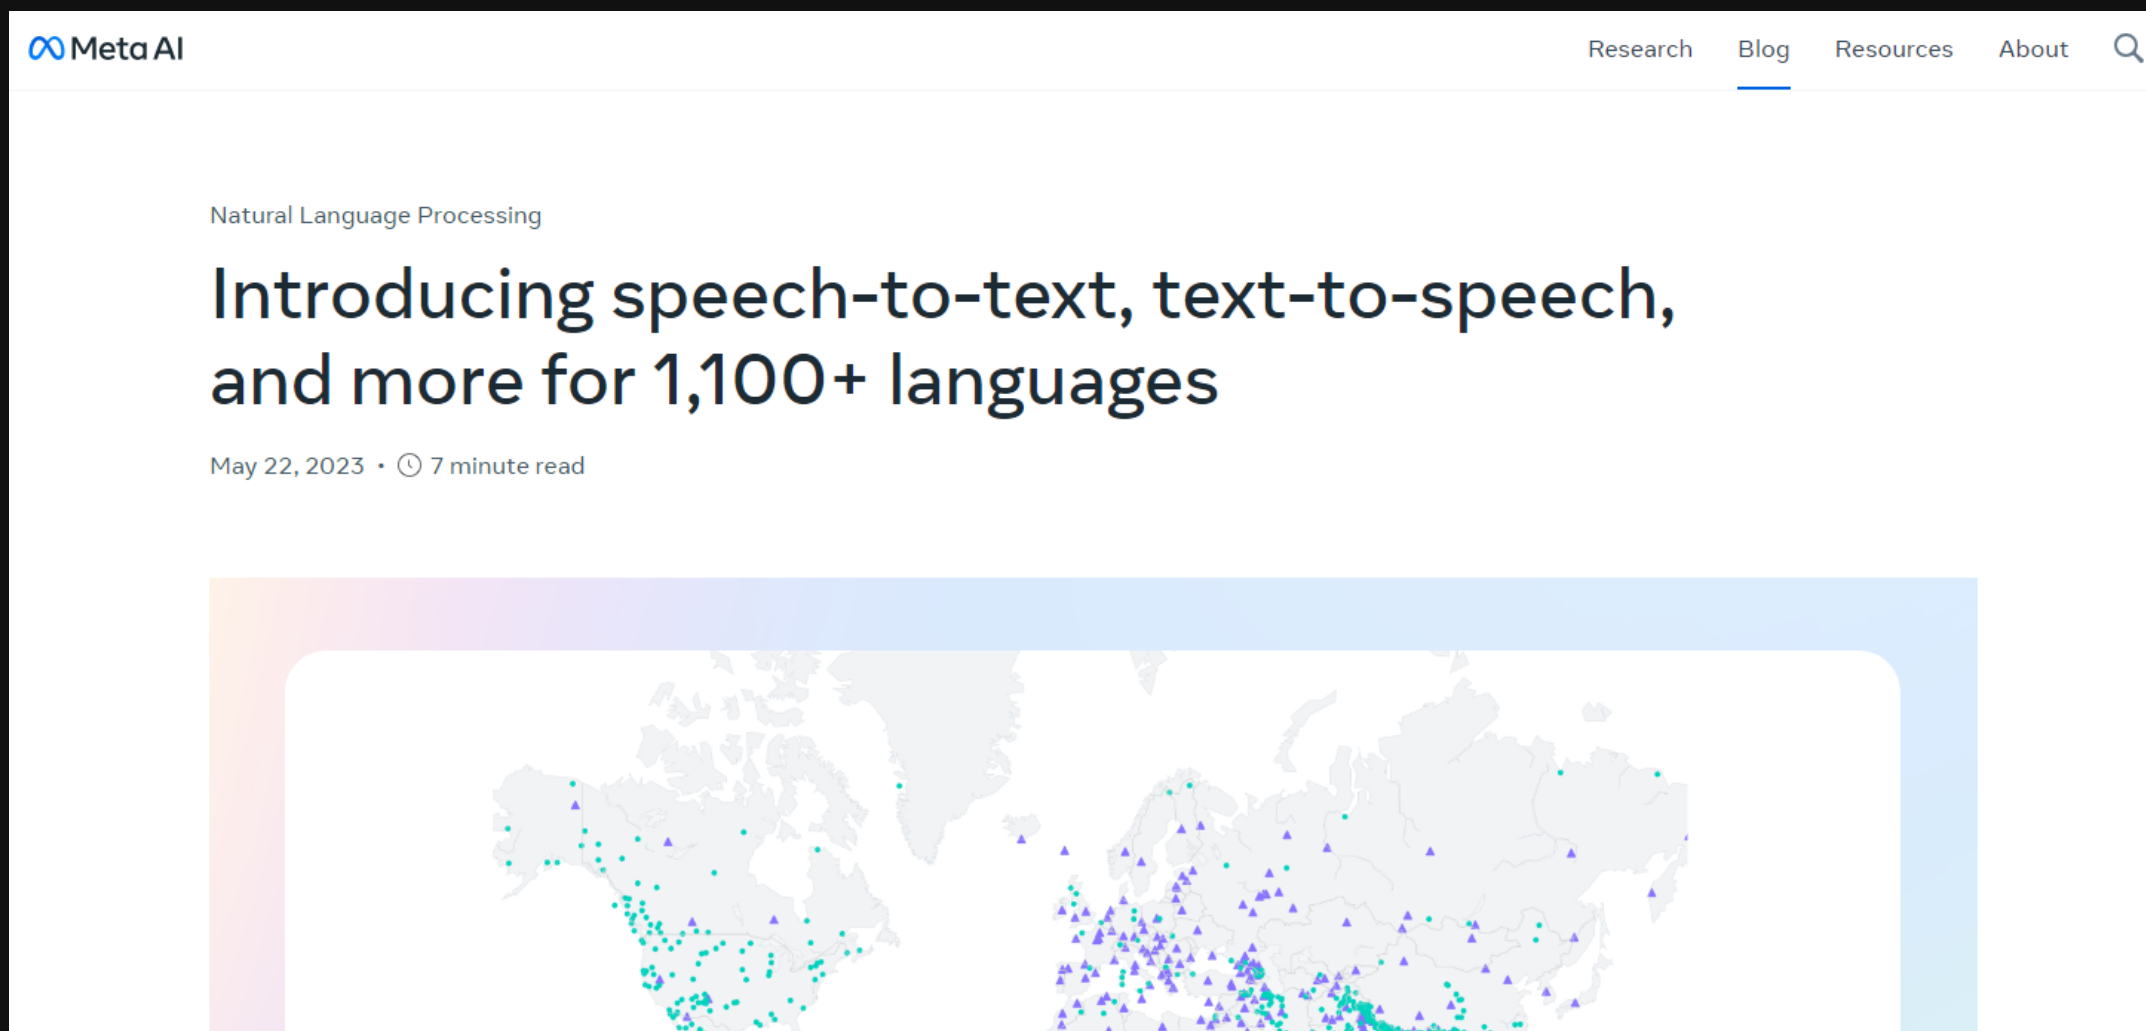 Meta AI
Research Blog Resources About
Natural Language Processing
Introducing speech-to-text, text-to-speech,
and more for 1,100+ languages
May 22, 2023 • 7 minute read